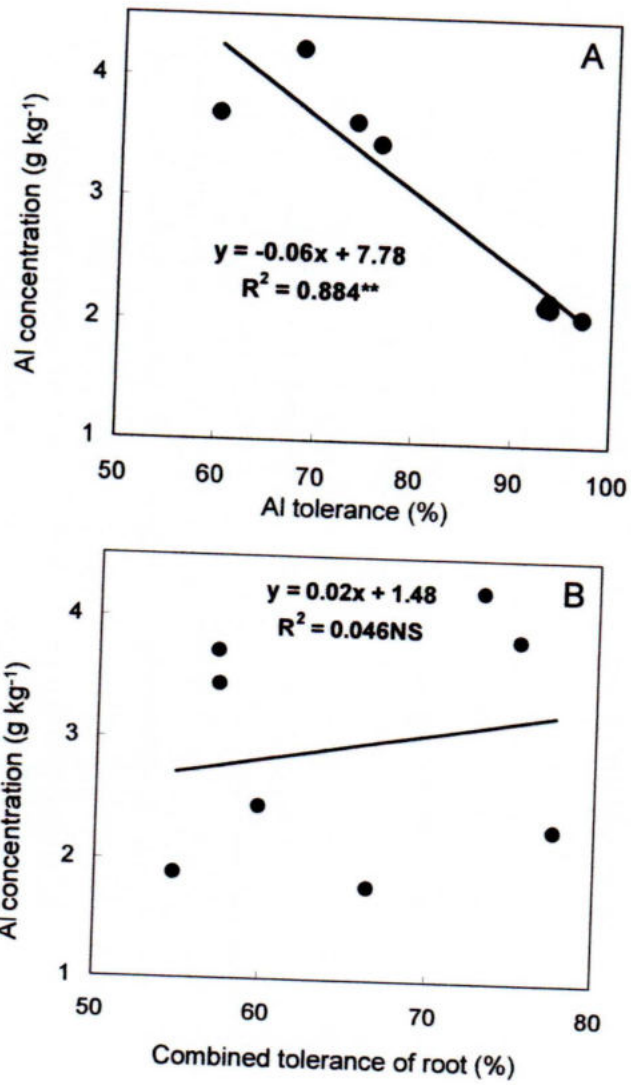 A
4
3
2
1
Al concentration (g kg⁻¹)
y = -0.06x + 7.78
R² = 0.884**
50 60 70 80 90 100
Al tolerance (%)
B
4
3
2
1
Al concentration (g kg⁻¹)
y = 0.02x + 1.48
R² = 0.046NS
50 60 70 80
Combined tolerance of root (%)